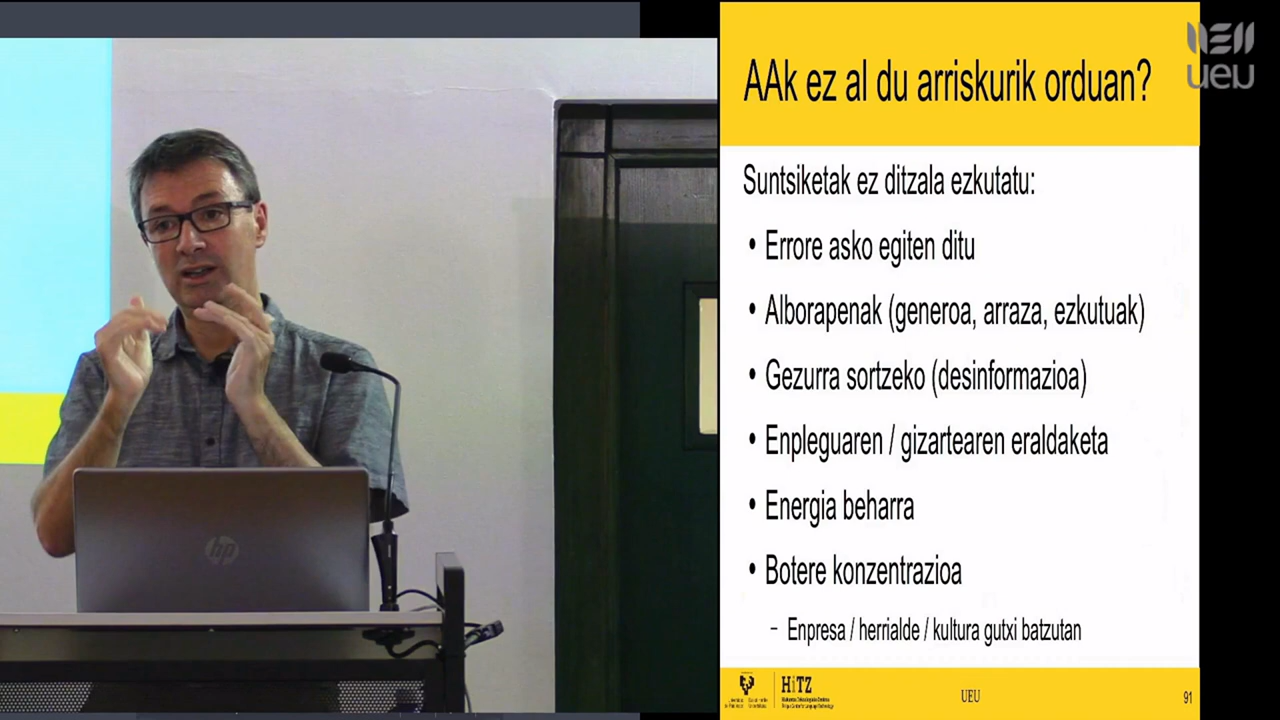 AAk ez al du arriskurik orduan?
ueu
Suntsiketak ez ditzala ezkutatu:
• Errore asko egiten ditu
• Alborapenak (generoa, arraza, ezkutuak)
• Gezurra sortzeko (desinformazioa)
• Enpleguaren / gizartearen eraldaketa
• Energia beharra
• Botere konzentrazioa
– Enpresa / herrialde / kultura gutxi batzutan
hp
HiTZ
UEU
91